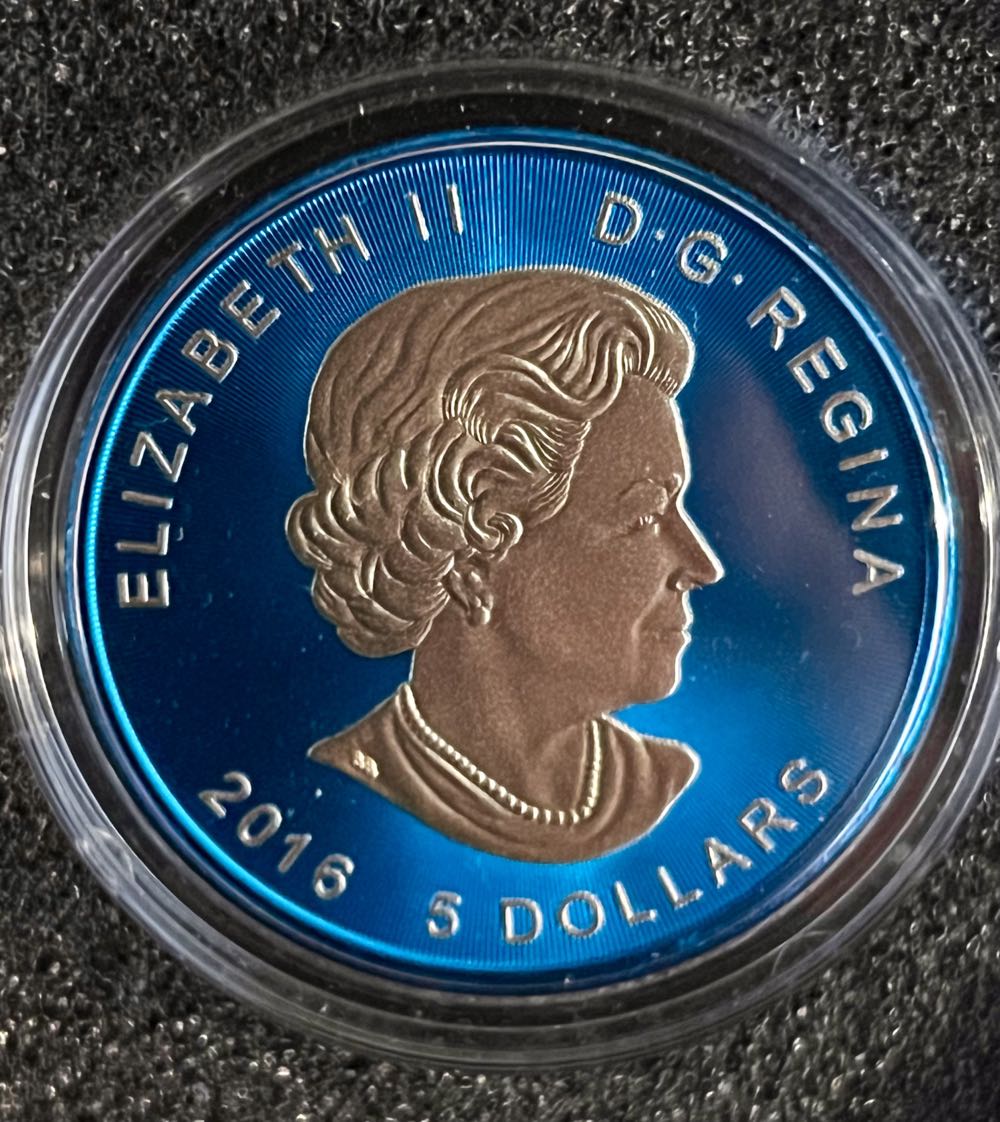 ELIZABETH II D·G·REGINA
2016 5 DOLLARS